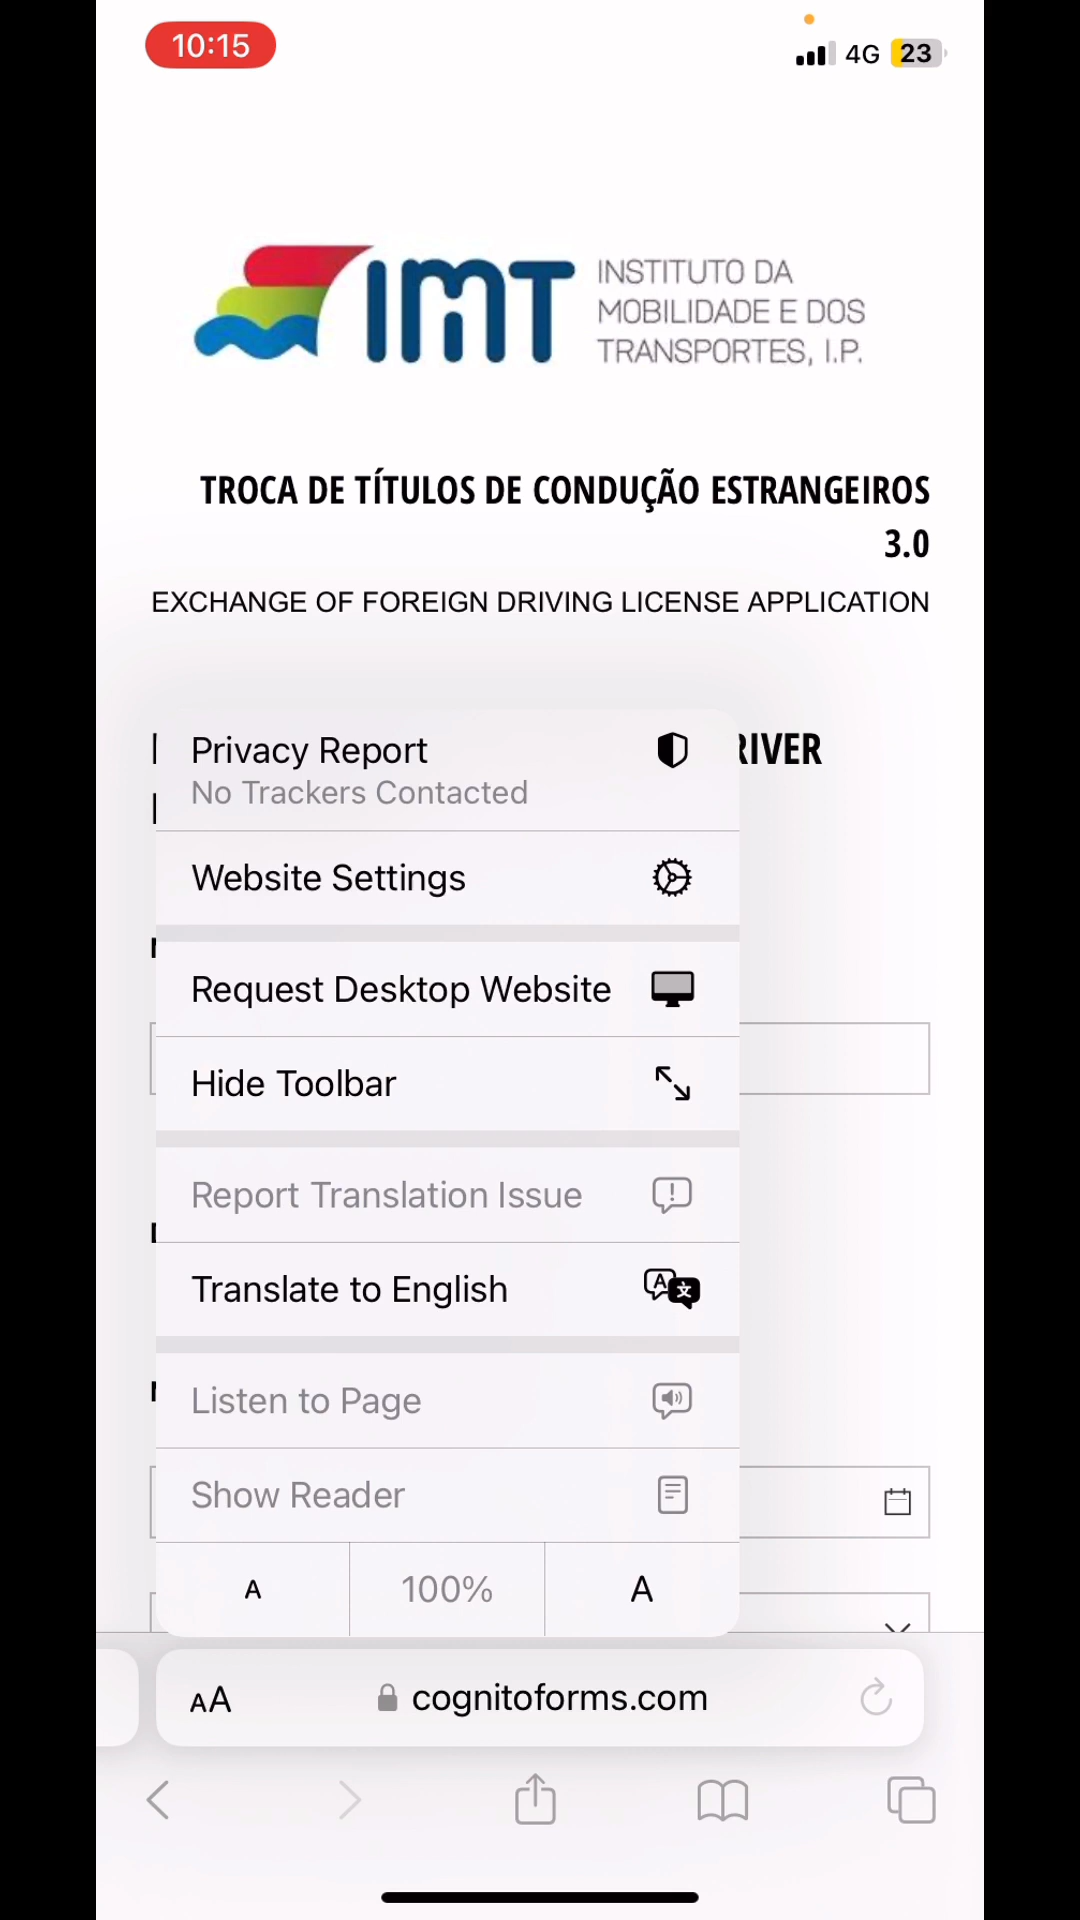 10:15
4G 23
IMT
INSTITUTO DA
MOBILIDADE E DOS
TRANSPORTES, I.P.
TROCA DE TÍTULOS DE CONDUÇÃO ESTRANGEIROS
3.0
EXCHANGE OF FOREIGN DRIVING LICENSE APPLICATION
Privacy Report
No Trackers Contacted
Website Settings
Request Desktop Website
Hide Toolbar
Report Translation Issue
Translate to English
Listen to Page
Show Reader
A 100% A
AA cognitoforms.com